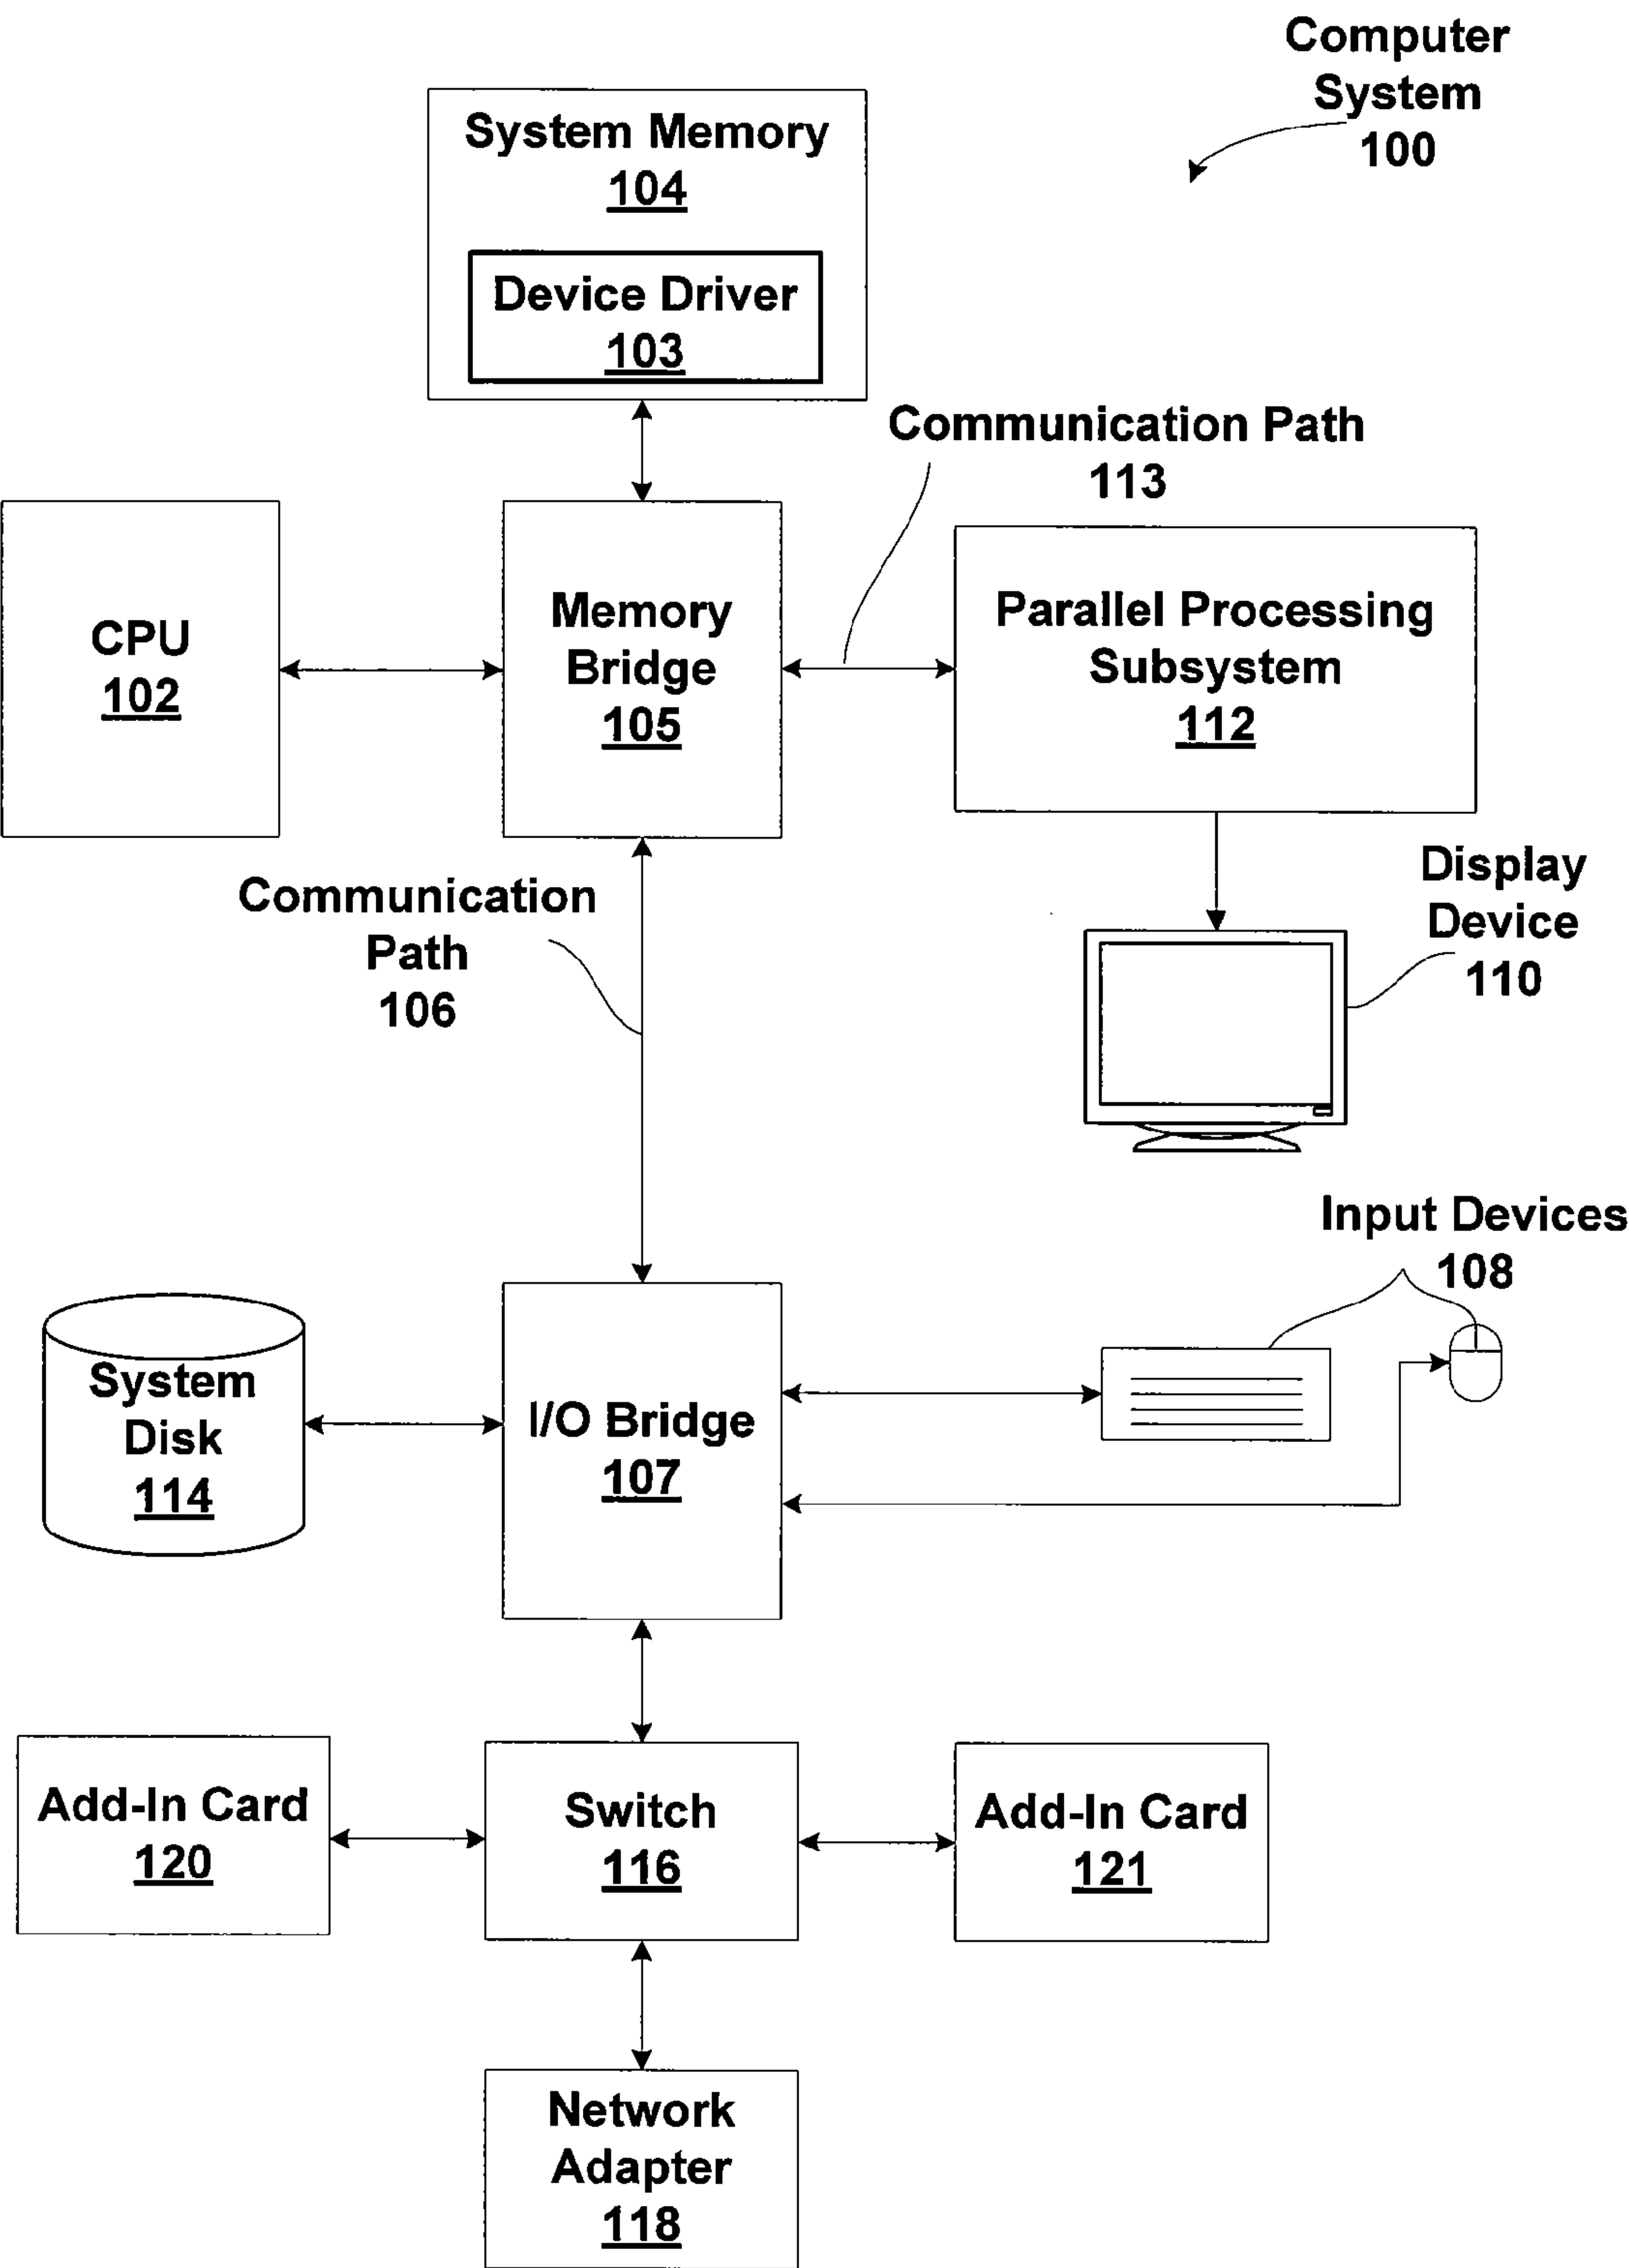 Computer
System
100
System Memory
104
Device Driver
103
Communication Path
113
CPU
102
Memory
Bridge
105
Parallel Processing
Subsystem
112
Communication
Path
106
Display
Device
110
Input Devices
108
System
Disk
114
I/O Bridge
107
Add-In Card
120
Switch
116
Add-In Card
121
Network
Adapter
118